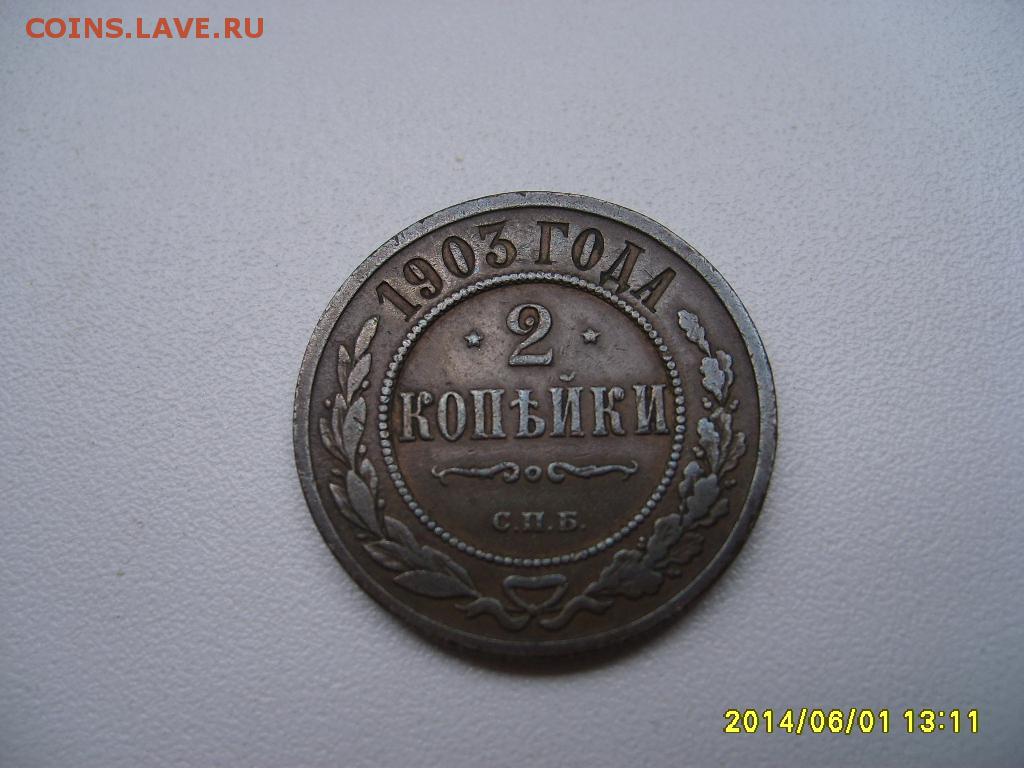 COINS.LAVE.RU
1903 ГОДА
2
КОПѢЙКИ
С.П.Б.
2014/06/01 13:11